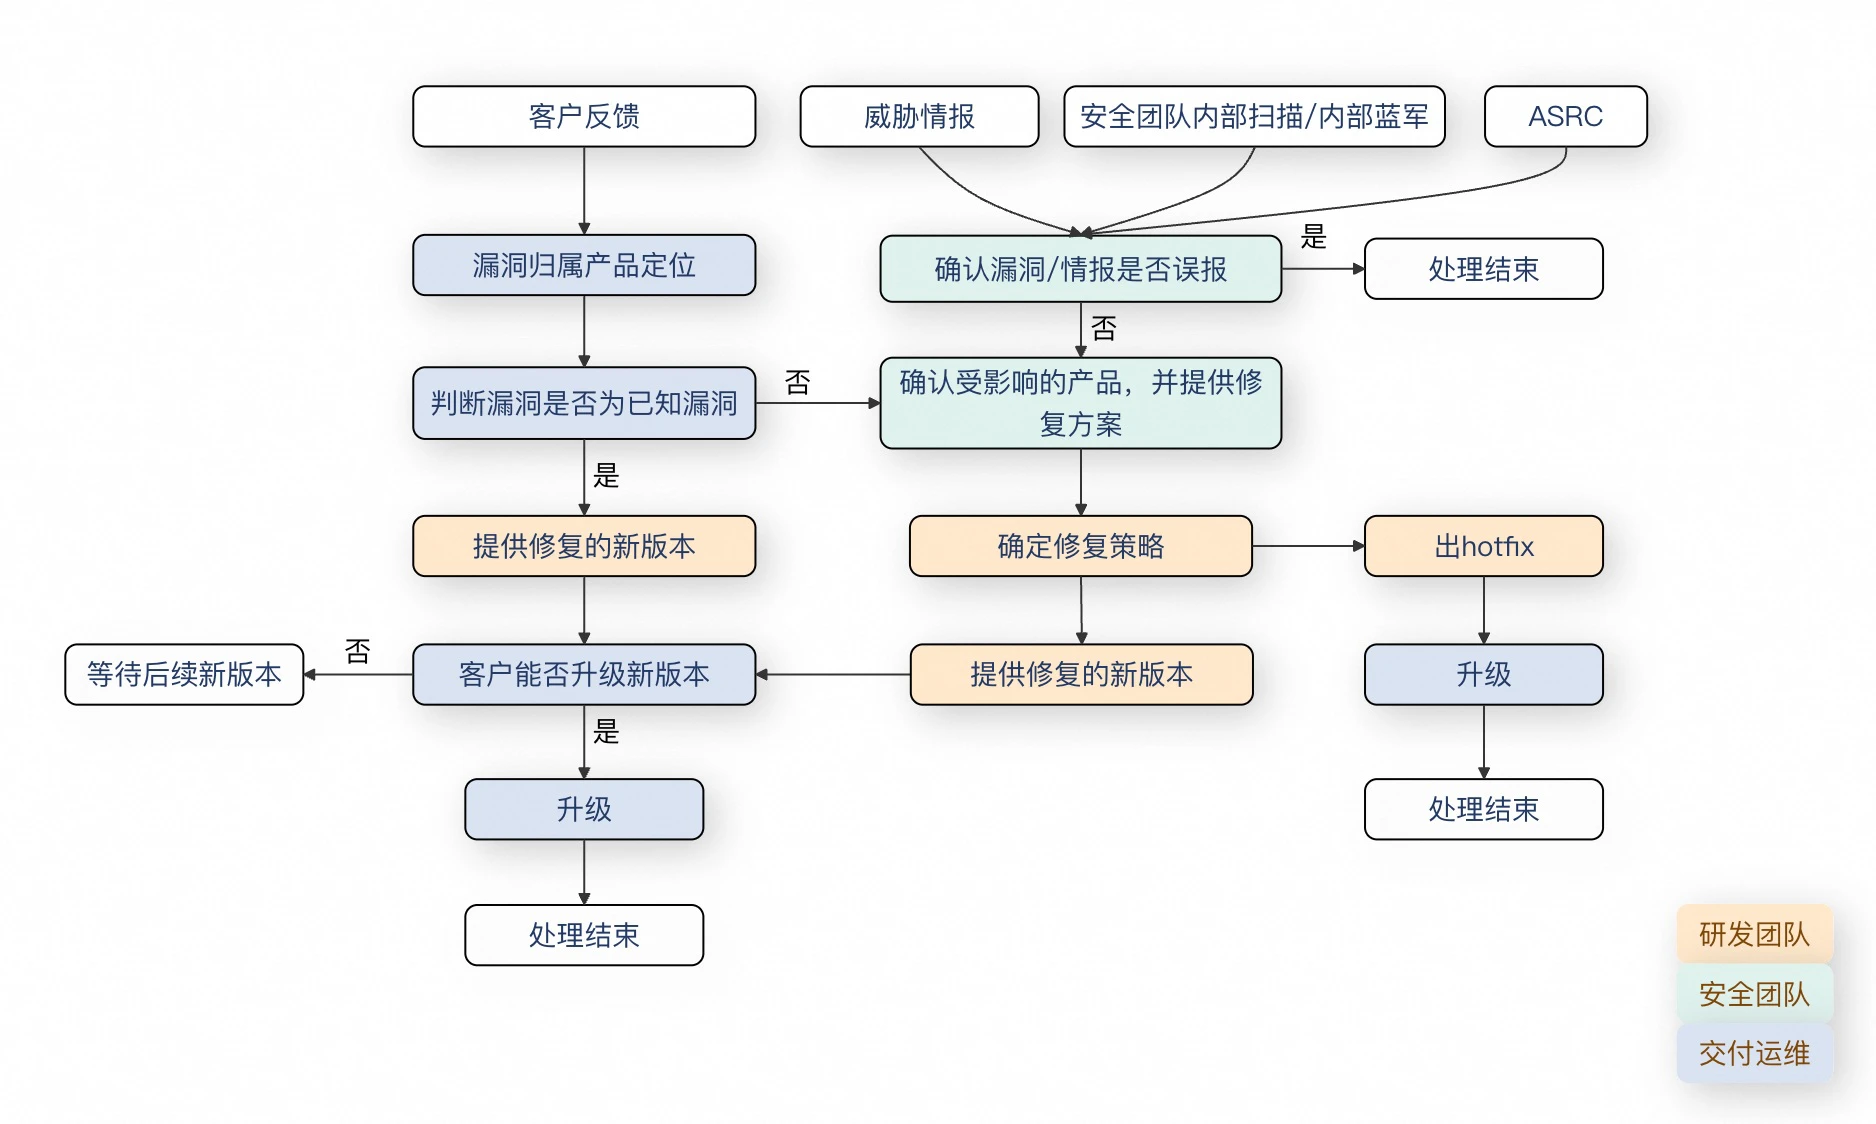 客户反馈
威胁情报
安全团队内部扫描/内部蓝军
ASRC
漏洞归属产品定位
确认漏洞/情报是否误报
是
处理结束
否
判断漏洞是否为已知漏洞
否
确认受影响的产品，并提供修
复方案
是
提供修复的新版本
确定修复策略
出hotfix
等待后续新版本
否
客户能否升级新版本
提供修复的新版本
升级
是
升级
处理结束
处理结束
研发团队
安全团队
交付运维